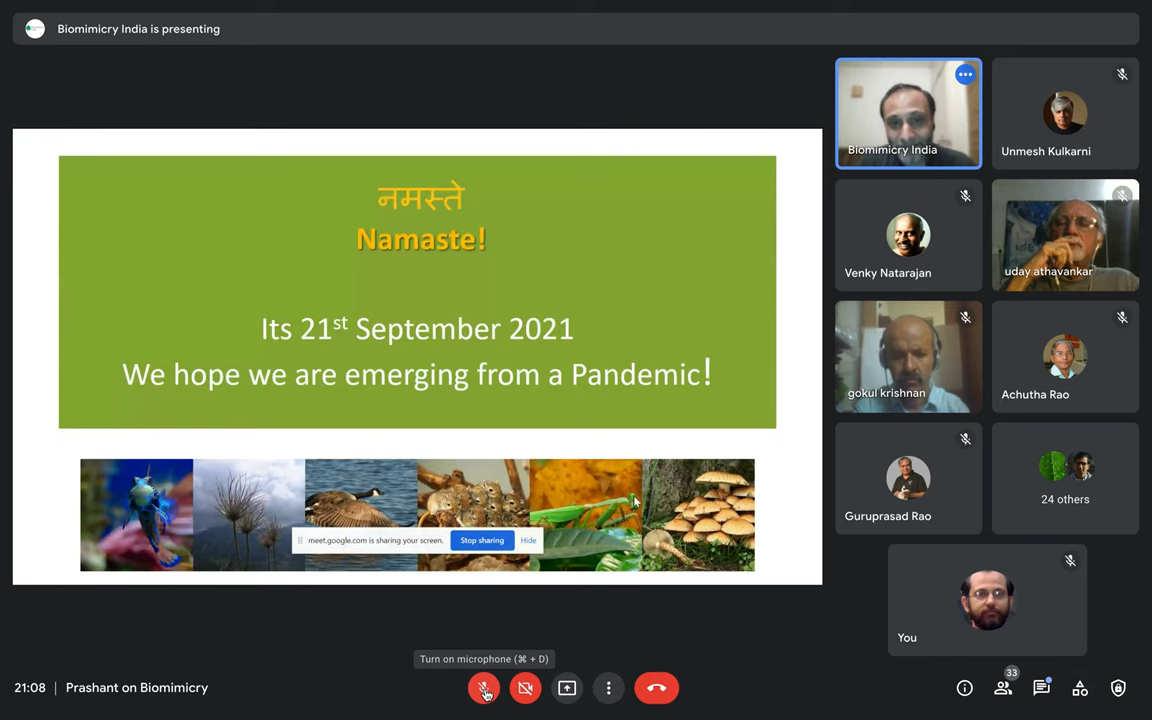 Biomimicry India is presenting
नमस्ते
Namaste!
Its 21st September 2021
We hope we are emerging from a Pandemic!
meet.google.com is sharing your screen.
Stop sharing
Hide
Biomimicry India
Unmesh Kulkarni
Venky Natarajan
uday athavankar
gokul krishnan
Achutha Rao
Guruprasad Rao
24 others
You
Turn on microphone (⌘ + D)
21:08 | Prashant on Biomimicry
33